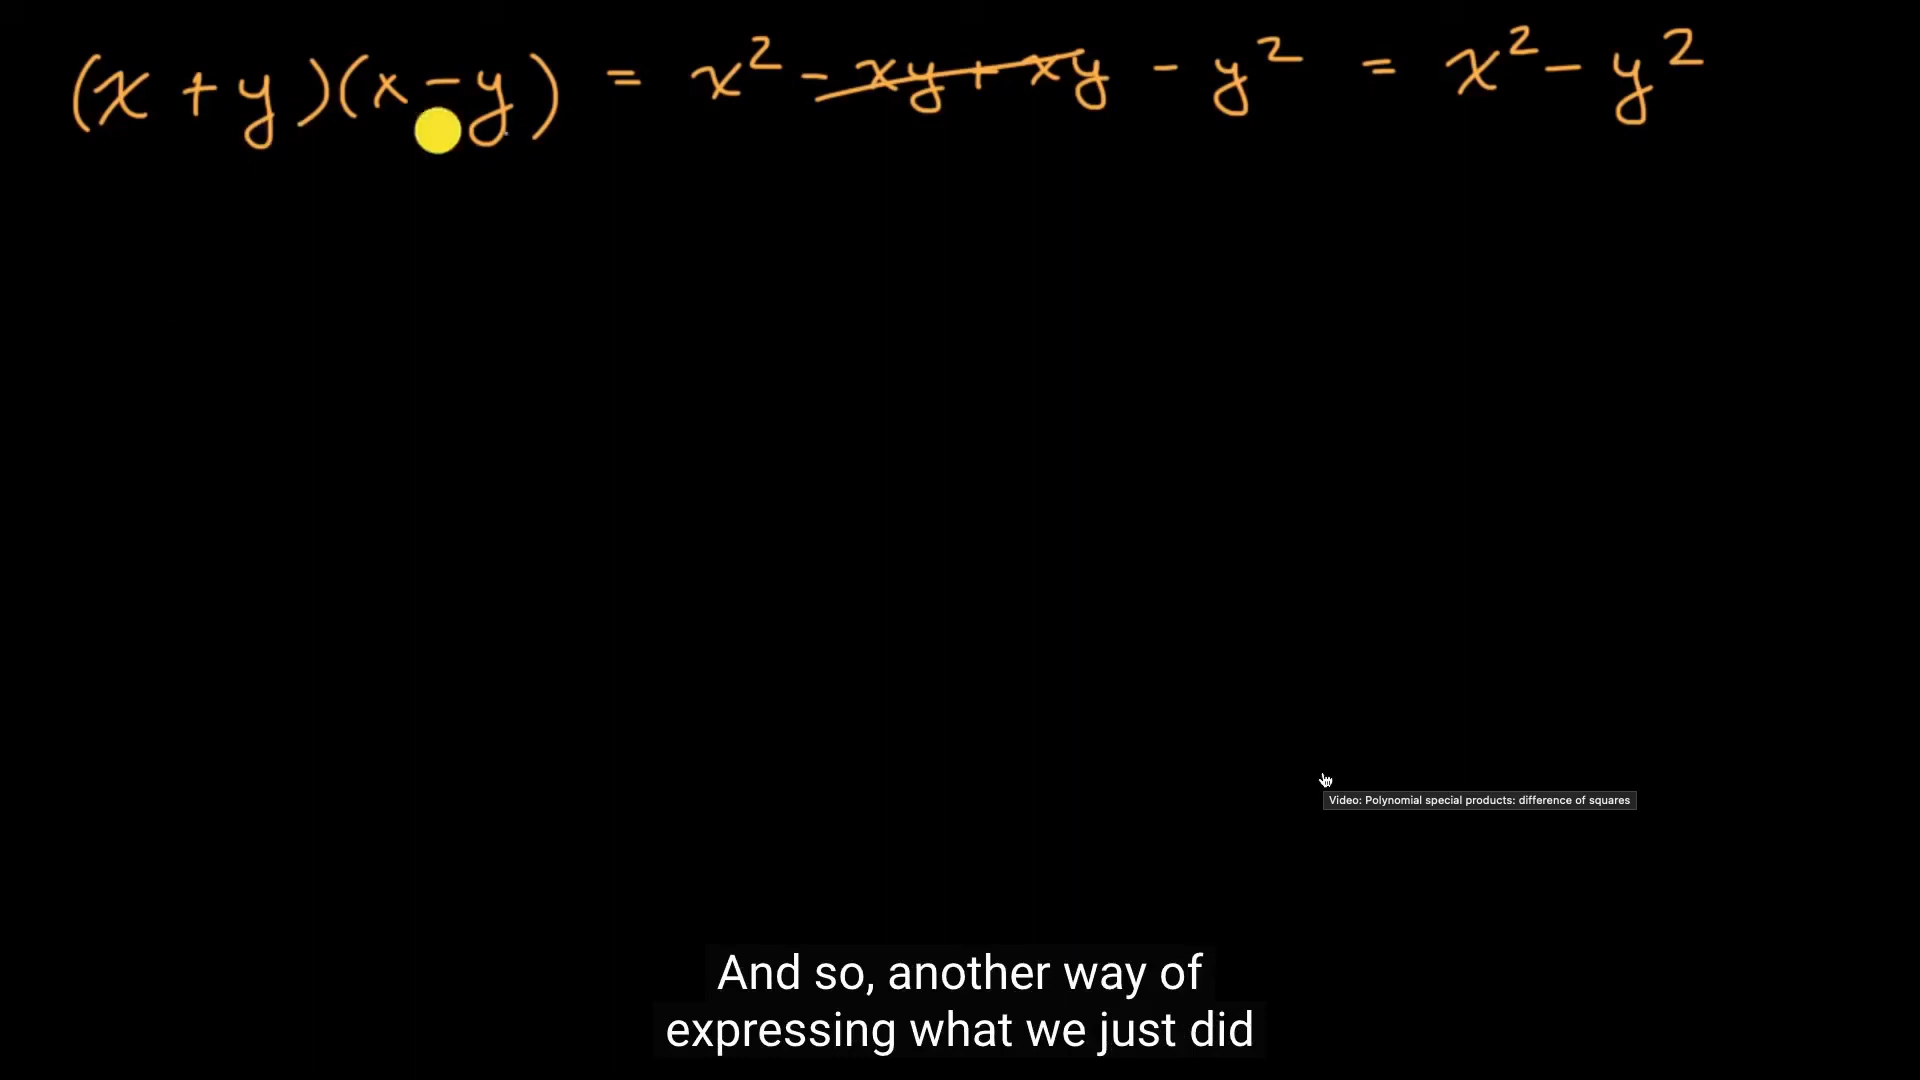 (x + y)(x - y) = x² - xy + xy - y² = x² - y²
Video: Polynomial special products: difference of squares
And so, another way of
expressing what we just did